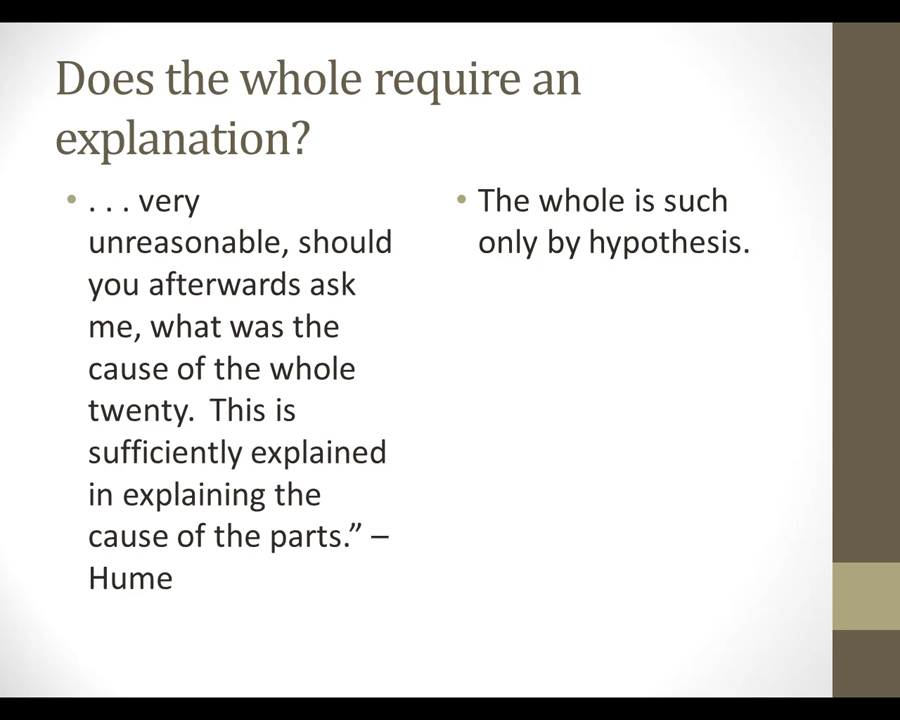 Does the whole require an
explanation?
• . . . very
unreasonable, should
you afterwards ask
me, what was the
cause of the whole
twenty.  This is
sufficiently explained
in explaining the
cause of the parts.” –
Hume
• The whole is such
only by hypothesis.